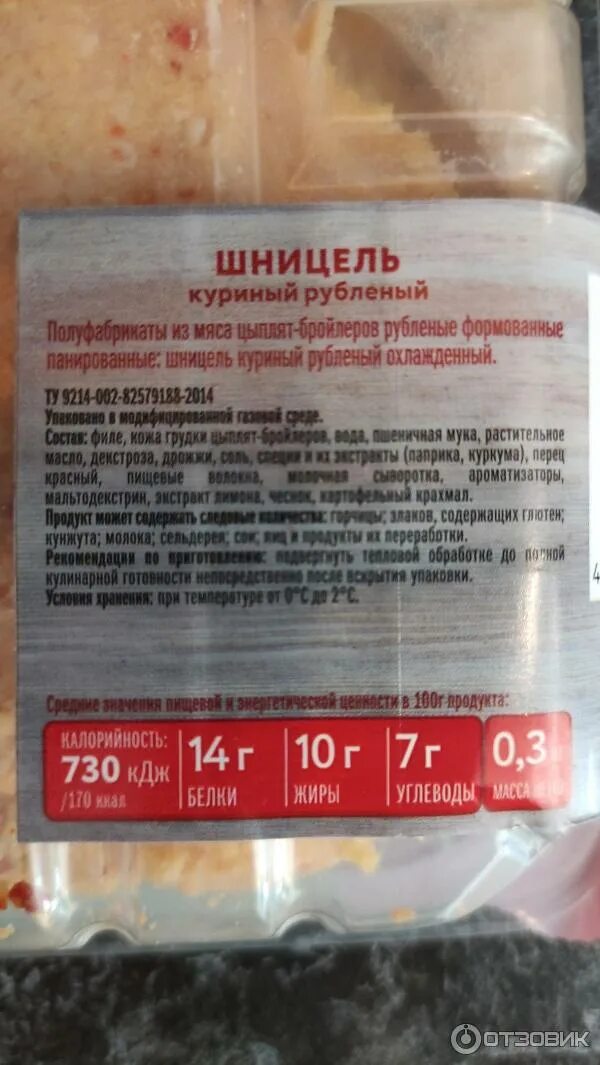 ШНИЦЕЛЬ
куриный рубленый
Полуфабрикаты из мяса цыплят-бройлеров рубленые формованные
панированные: шницель куриный рубленый охлажденный.
ТУ 9214-002-82579188-2014
Упаковано в модифицированной газовой среде.
Состав: филе, кожа грудки цыплят-бройлеров, вода, пшеничная мука, растительное
масло, декстроза, дрожжи, соль, специи и их экстракты (паприка, куркума), перец
красный, пищевые волокна, молочная сыворотка, ароматизаторы,
мальтодекстрин, экстракт лимона, чеснок, картофельный крахмал.
Продукт может содержать следовые количества: горчицы; злаков, содержащих глютен;
кунжута; молока; сельдерея; сои; яиц и продукты их переработки.
Рекомендации по приготовлению: подвергнуть тепловой обработке до полной
кулинарной готовности непосредственно после вскрытия упаковки.
Условия хранения: при температуре от 0°С до 2°С.
Средние значения пищевой и энергетической ценности в 100г продукта:
КАЛОРИЙНОСТЬ:
730 кДж
/170 ккал
14 г
БЕЛКИ
10 г
ЖИРЫ
7 г
УГЛЕВОДЫ
0,3
МАССА
4
ОТЗОВИК